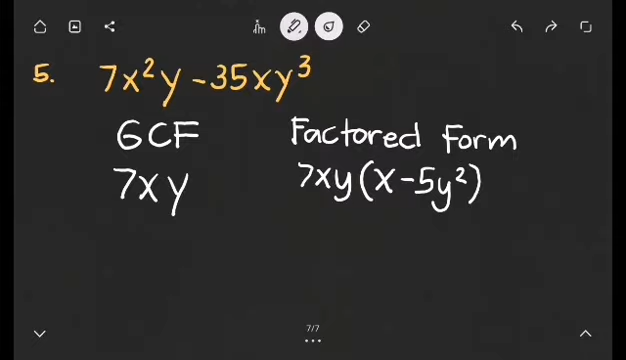 5. 7x²y - 35xy³
GCF Factored Form
7xy 7xy(x - 5y²)
7/7